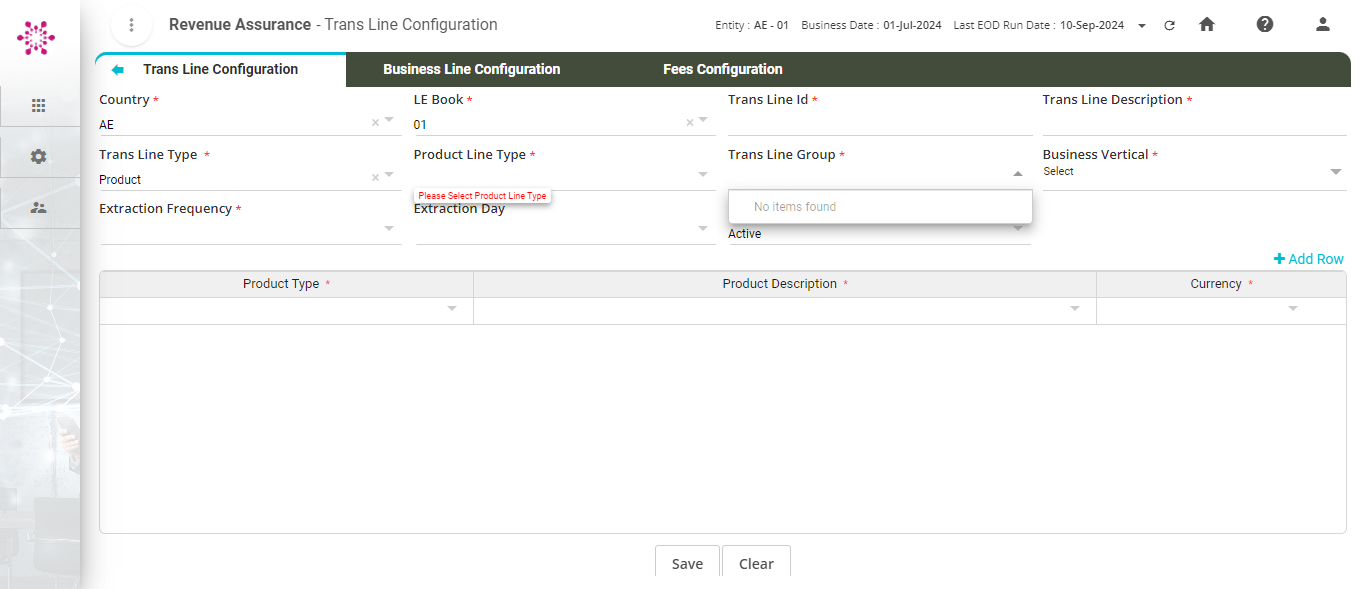 Revenue Assurance - Trans Line Configuration
Entity : AE - 01 Business Date : 01-Jul-2024 Last EOD Run Date : 10-Sep-2024
Trans Line Configuration
Business Line Configuration
Fees Configuration
Country *
LE Book *
Trans Line Id *
Trans Line Description *
AE
01
Trans Line Type *
Product Line Type *
Trans Line Group *
Business Vertical *
Product
Select
Please Select Product Line Type
Extraction Frequency *
Extraction Day
No items found
Active
Add Row
Product Type *
Product Description *
Currency *
Save
Clear